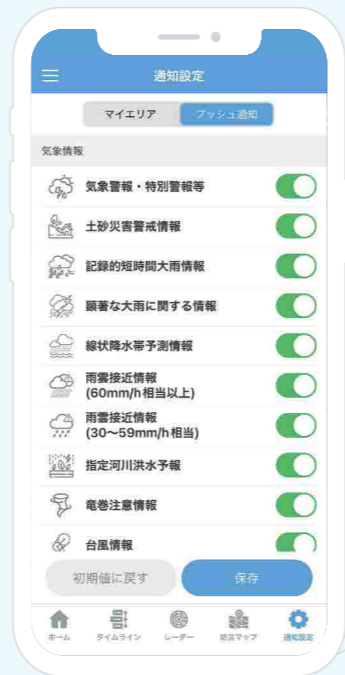 通知設定
マイエリア
プッシュ通知
気象情報
気象警報・特別警報等
土砂災害警戒情報
記録的短時間大雨情報
顕著な大雨に関する情報
線状降水帯予測情報
雨雲接近情報
(60mm/h相当以上)
雨雲接近情報
(30〜59mm/h相当)
指定河川洪水予報
竜巻注意情報
台風情報
初期値に戻す
保存
ホーム
タイムライン
レーダー
防災マップ
通知設定